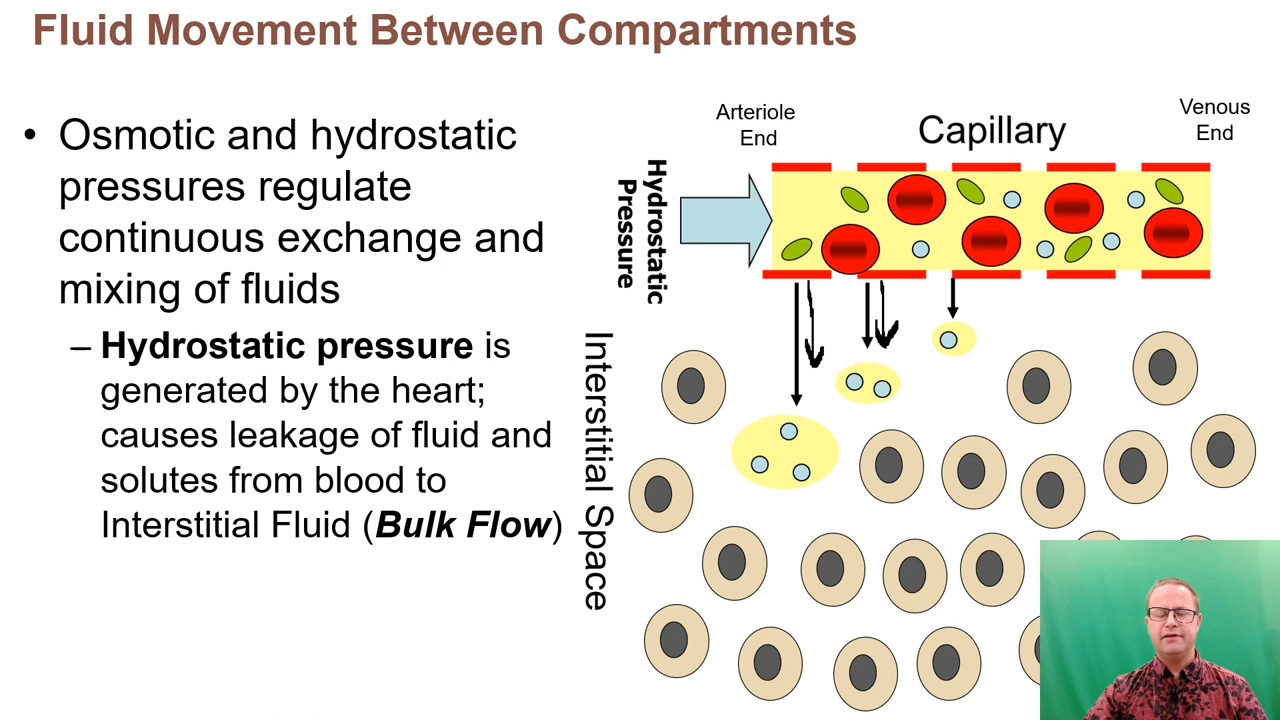 Fluid Movement Between Compartments
• Osmotic and hydrostatic
pressures regulate
continuous exchange and
mixing of fluids
– Hydrostatic pressure is
generated by the heart;
causes leakage of fluid and
solutes from blood to
Interstitial Fluid (Bulk Flow)
Arteriole
End
Capillary
Venous
End
Hydrostatic
Pressure
Interstitial Space